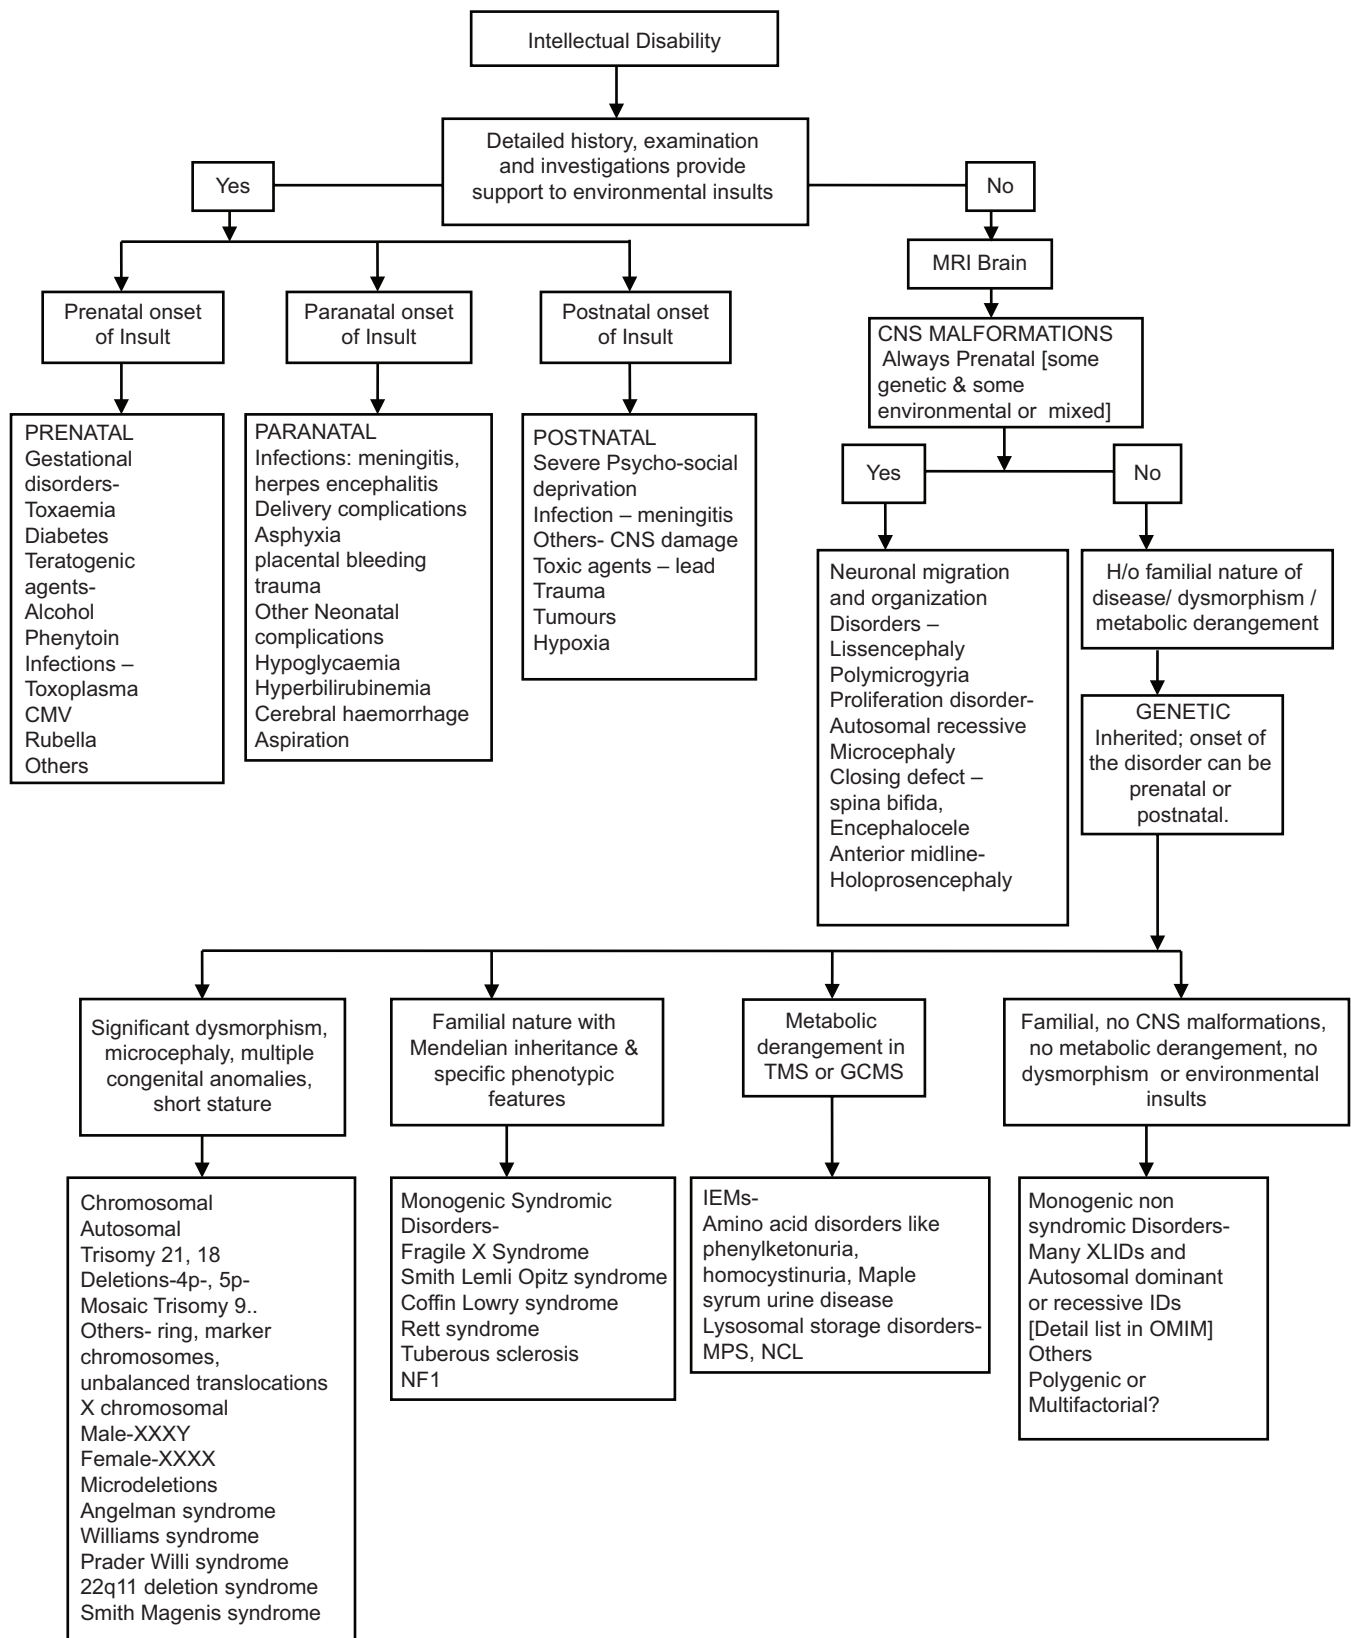 Intellectual Disability
Detailed history, examination
and investigations provide
support to environmental insults
Yes
No
MRI Brain
Prenatal onset
of Insult
Paranatal onset
of Insult
Postnatal onset
of Insult
CNS MALFORMATIONS
Always Prenatal [some
genetic & some
environmental or mixed]
PRENATAL
Gestational
disorders-
Toxaemia
Diabetes
Teratogenic
agents-
Alcohol
Phenytoin
Infections –
Toxoplasma
CMV
Rubella
Others
PARANATAL
Infections: meningitis,
herpes encephalitis
Delivery complications
Asphyxia
placental bleeding
trauma
Other Neonatal
complications
Hypoglycaemia
Hyperbilirubinemia
Cerebral haemorrhage
Aspiration
POSTNATAL
Severe Psycho-social
deprivation
Infection – meningitis
Others- CNS damage
Toxic agents – lead
Trauma
Tumours
Hypoxia
Yes
No
Neuronal migration
and organization
Disorders –
Lissencephaly
Polymicrogyria
Proliferation disorder-
Autosomal recessive
Microcephaly
Closing defect –
spina bifida,
Encephalocele
Anterior midline-
Holoprosencephaly
H/o familial nature of
disease/ dysmorphism /
metabolic derangement
GENETIC
Inherited; onset of
the disorder can be
prenatal or
postnatal.
Significant dysmorphism,
microcephaly, multiple
congenital anomalies,
short stature
Familial nature with
Mendelian inheritance &
specific phenotypic
features
Metabolic
derangement in
TMS or GCMS
Familial, no CNS malformations,
no metabolic derangement, no
dysmorphism or environmental
insults
Chromosomal
Autosomal
Trisomy 21, 18
Deletions-4p-, 5p-
Mosaic Trisomy 9..
Others- ring, marker
chromosomes,
unbalanced translocations
X chromosomal
Male-XXXY
Female-XXXX
Microdeletions
Angelman syndrome
Williams syndrome
Prader Willi syndrome
22q11 deletion syndrome
Smith Magenis syndrome
Monogenic Syndromic
Disorders-
Fragile X Syndrome
Smith Lemli Opitz syndrome
Coffin Lowry syndrome
Rett syndrome
Tuberous sclerosis
NF1
IEMs-
Amino acid disorders like
phenylketonuria,
homocystinuria, Maple
syrum urine disease
Lysosomal storage disorders-
MPS, NCL
Monogenic non
syndromic Disorders-
Many XLIDs and
Autosomal dominant
or recessive IDs
[Detail list in OMIM]
Others
Polygenic or
Multifactorial?